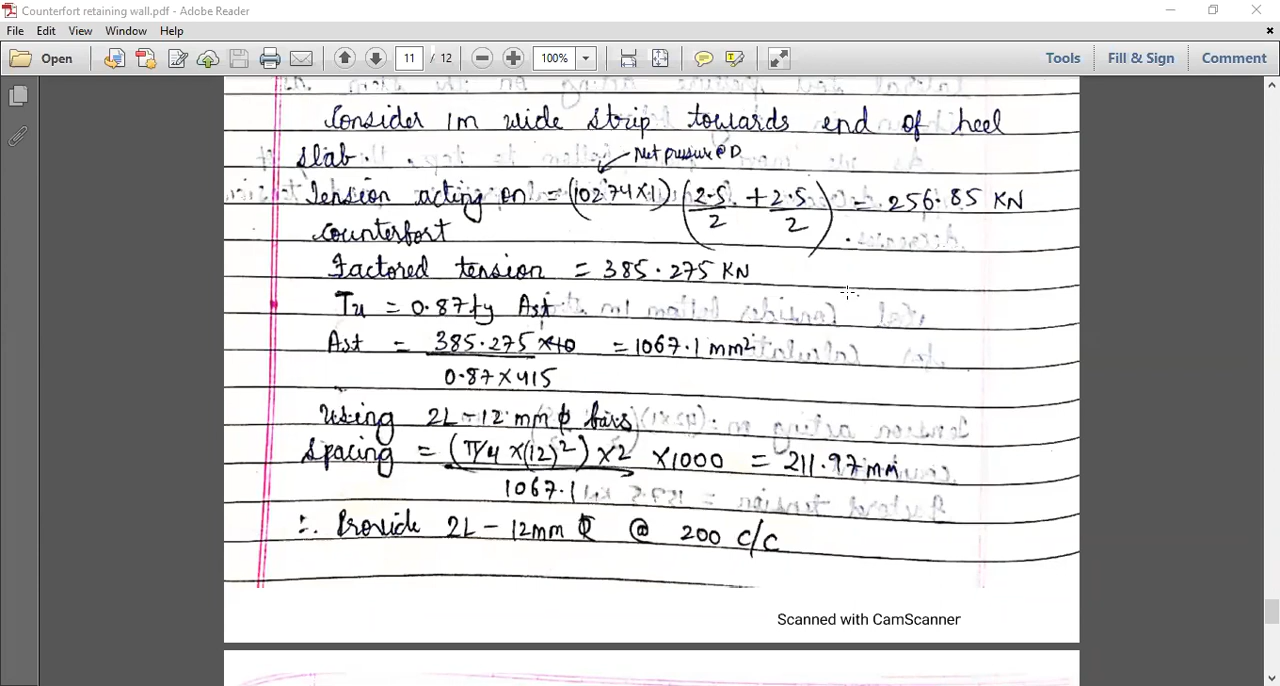 Counterfort retaining wall.pdf - Adobe Reader
File Edit View Window Help
Open 11 / 12 100% Tools Fill & Sign Comment
Consider 1m wide strip towards end of heel
slab.
Net pressure @ D
Tension acting on = (102.74×1) (2.5/2 + 2.5/2) = 256.85 KN
Counterfort
Factored tension = 385.275 KN
Tu = 0.87fy Ast
Ast = 385.275 × 10 / 0.87×415 = 1067.1 mm²
Using 2L - 12 mm ϕ bars
Spacing = (π/4 ×(12)²) ×2 / 1067.1 ×1000 = 211.97 mm
∴ Provide 2L - 12mm ϕ @ 200 c/c
Scanned with CamScanner